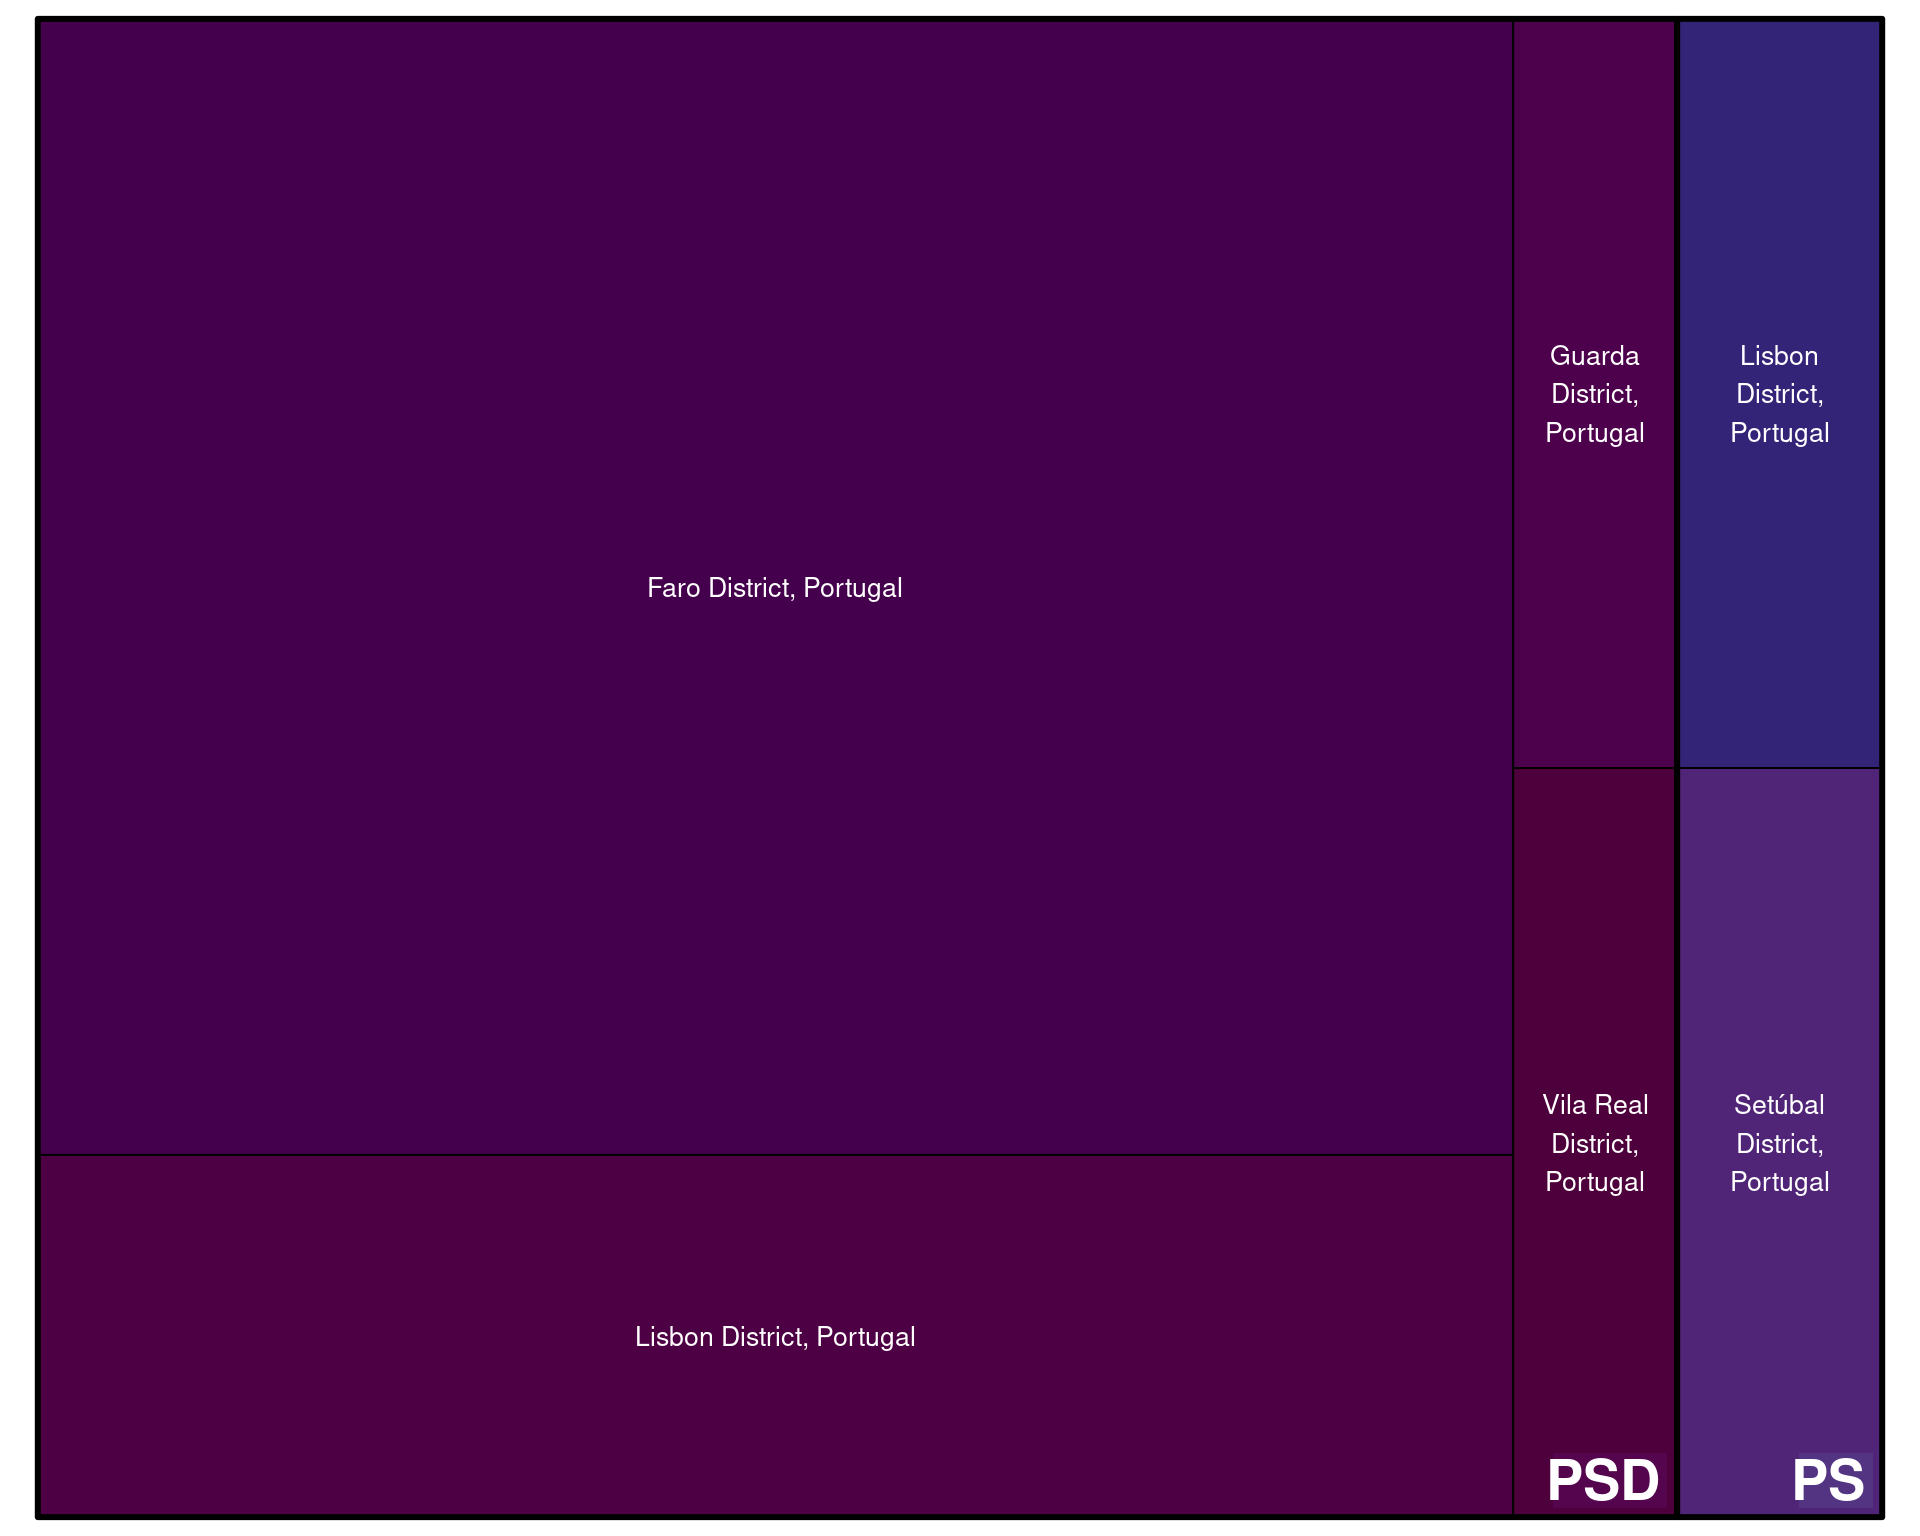 Faro District, Portugal
Lisbon District, Portugal
Guarda
District,
Portugal
Vila Real
District,
Portugal
PSD
Lisbon
District,
Portugal
Setúbal
District,
Portugal
PS